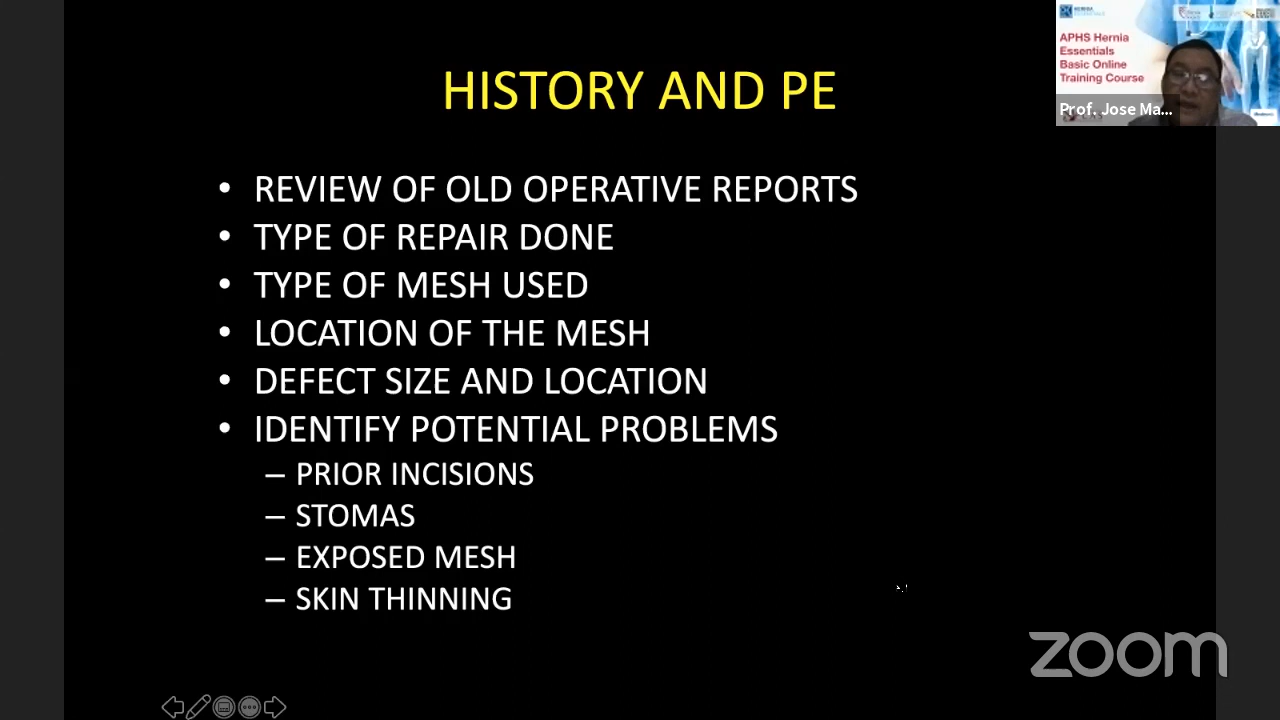 HISTORY AND PE
• REVIEW OF OLD OPERATIVE REPORTS
• TYPE OF REPAIR DONE
• TYPE OF MESH USED
• LOCATION OF THE MESH
• DEFECT SIZE AND LOCATION
• IDENTIFY POTENTIAL PROBLEMS
– PRIOR INCISIONS
– STOMAS
– EXPOSED MESH
– SKIN THINNING
APHS Hernia
Essentials
Basic Online
Training Course
Prof. Jose Ma...
zoom